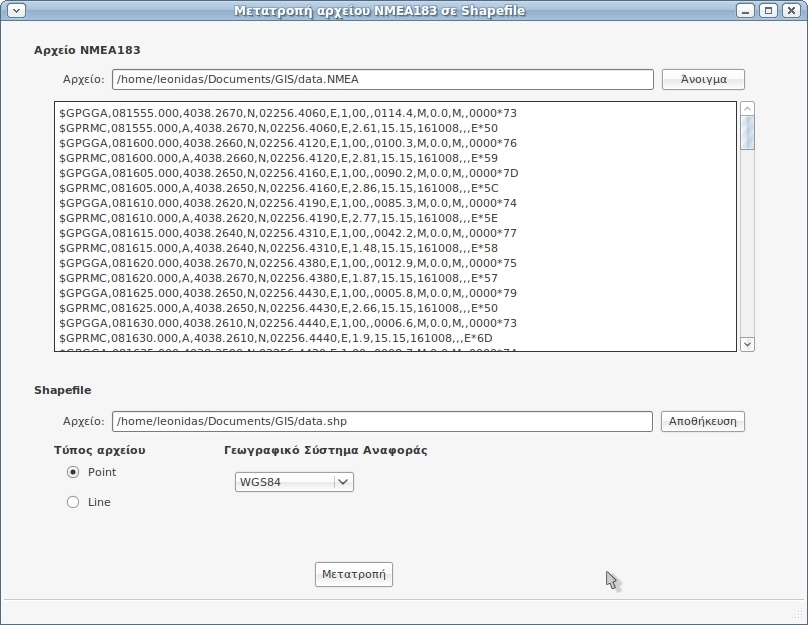 Μετατροπή αρχείου NMEA183 σε Shapefile
Αρχείο NMEA183
Αρχείο: /home/leonidas/Documents/GIS/data.NMEA Άνοιγμα
$GPGGA,081555.000,4038.2670,N,02256.4060,E,1,00,,0114.4,M,0.0,M,,0000*73
$GPRMC,081555.000,A,4038.2670,N,02256.4060,E,2.61,15.15,161008,,,E*50
$GPGGA,081600.000,4038.2660,N,02256.4120,E,1,00,,0100.3,M,0.0,M,,0000*76
$GPRMC,081600.000,A,4038.2660,N,02256.4120,E,2.81,15.15,161008,,,E*59
$GPGGA,081605.000,4038.2650,N,02256.4160,E,1,00,,0090.2,M,0.0,M,,0000*7D
$GPRMC,081605.000,A,4038.2650,N,02256.4160,E,2.86,15.15,161008,,,E*5C
$GPGGA,081610.000,4038.2620,N,02256.4190,E,1,00,,0085.3,M,0.0,M,,0000*74
$GPRMC,081610.000,A,4038.2620,N,02256.4190,E,2.77,15.15,161008,,,E*5E
$GPGGA,081615.000,4038.2640,N,02256.4310,E,1,00,,0042.2,M,0.0,M,,0000*77
$GPRMC,081615.000,A,4038.2640,N,02256.4310,E,1.48,15.15,161008,,,E*58
$GPGGA,081620.000,4038.2670,N,02256.4380,E,1,00,,0012.9,M,0.0,M,,0000*75
$GPRMC,081620.000,A,4038.2670,N,02256.4380,E,1.87,15.15,161008,,,E*57
$GPGGA,081625.000,4038.2650,N,02256.4430,E,1,00,,0005.8,M,0.0,M,,0000*79
$GPRMC,081625.000,A,4038.2650,N,02256.4430,E,2.66,15.15,161008,,,E*50
$GPGGA,081630.000,4038.2610,N,02256.4440,E,1,00,,0006.6,M,0.0,M,,0000*73
$GPRMC,081630.000,A,4038.2610,N,02256.4440,E,1.9,15.15,161008,,,E*6D
Shapefile
Αρχείο: /home/leonidas/Documents/GIS/data.shp Αποθήκευση
Τύπος αρχείου Γεωγραφικό Σύστημα Αναφοράς
Point
WGS84
Line
Μετατροπή